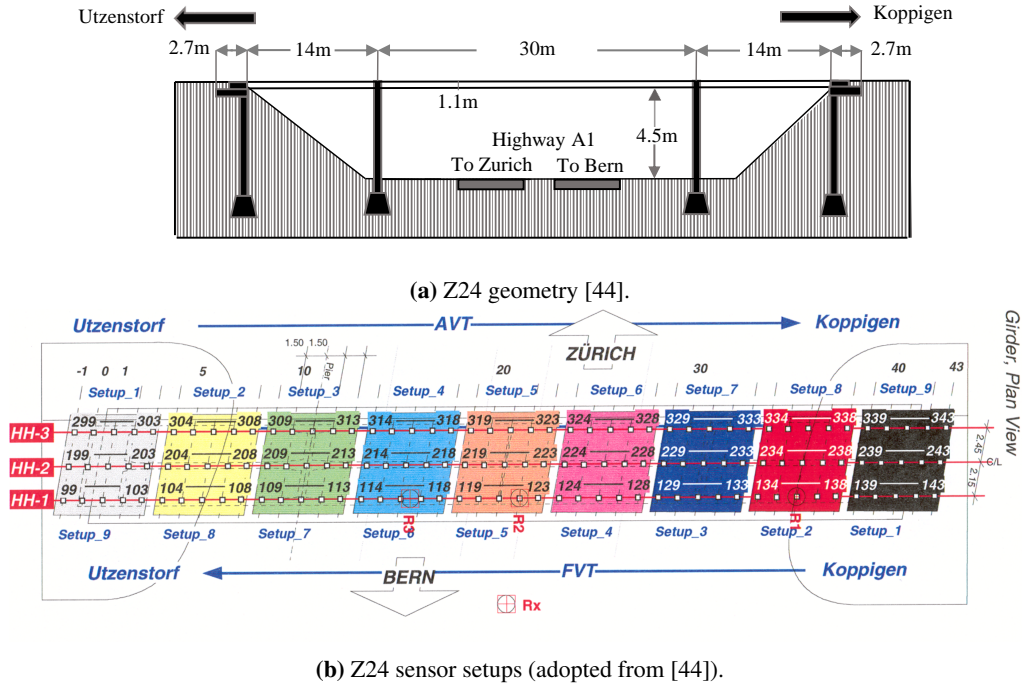 Utzenstorf Koppigen
2.7m 14m 30m 14m 2.7m
1.1m
4.5m
Highway A1
To Zurich To Bern
(a) Z24 geometry [44].
Utzenstorf AVT Koppigen
ZÜRICH
1.50 1.50
Pier
-1 0 1 5 10 20 30 40 43
Setup_1 Setup_2 Setup_3 Setup_4 Setup_5 Setup_6 Setup_7 Setup_8 Setup_9
299 303 304 308 309 313 314 318 319 323 324 328 329 333 334 338 339 343
HH-3
199 203 204 208 209 213 214 218 219 223 224 228 229 233 234 238 239 243
HH-2
99 103 104 108 109 113 114 118 119 123 124 128 129 133 134 138 139 143
HH-1
R3 R2 R1
2.45
C/L
2.15
Girder, Plan View
Setup_9 Setup_8 Setup_7 Setup_6 Setup_5 Setup_4 Setup_3 Setup_2 Setup_1
Utzenstorf BERN FVT Koppigen
Rx
(b) Z24 sensor setups (adopted from [44]).